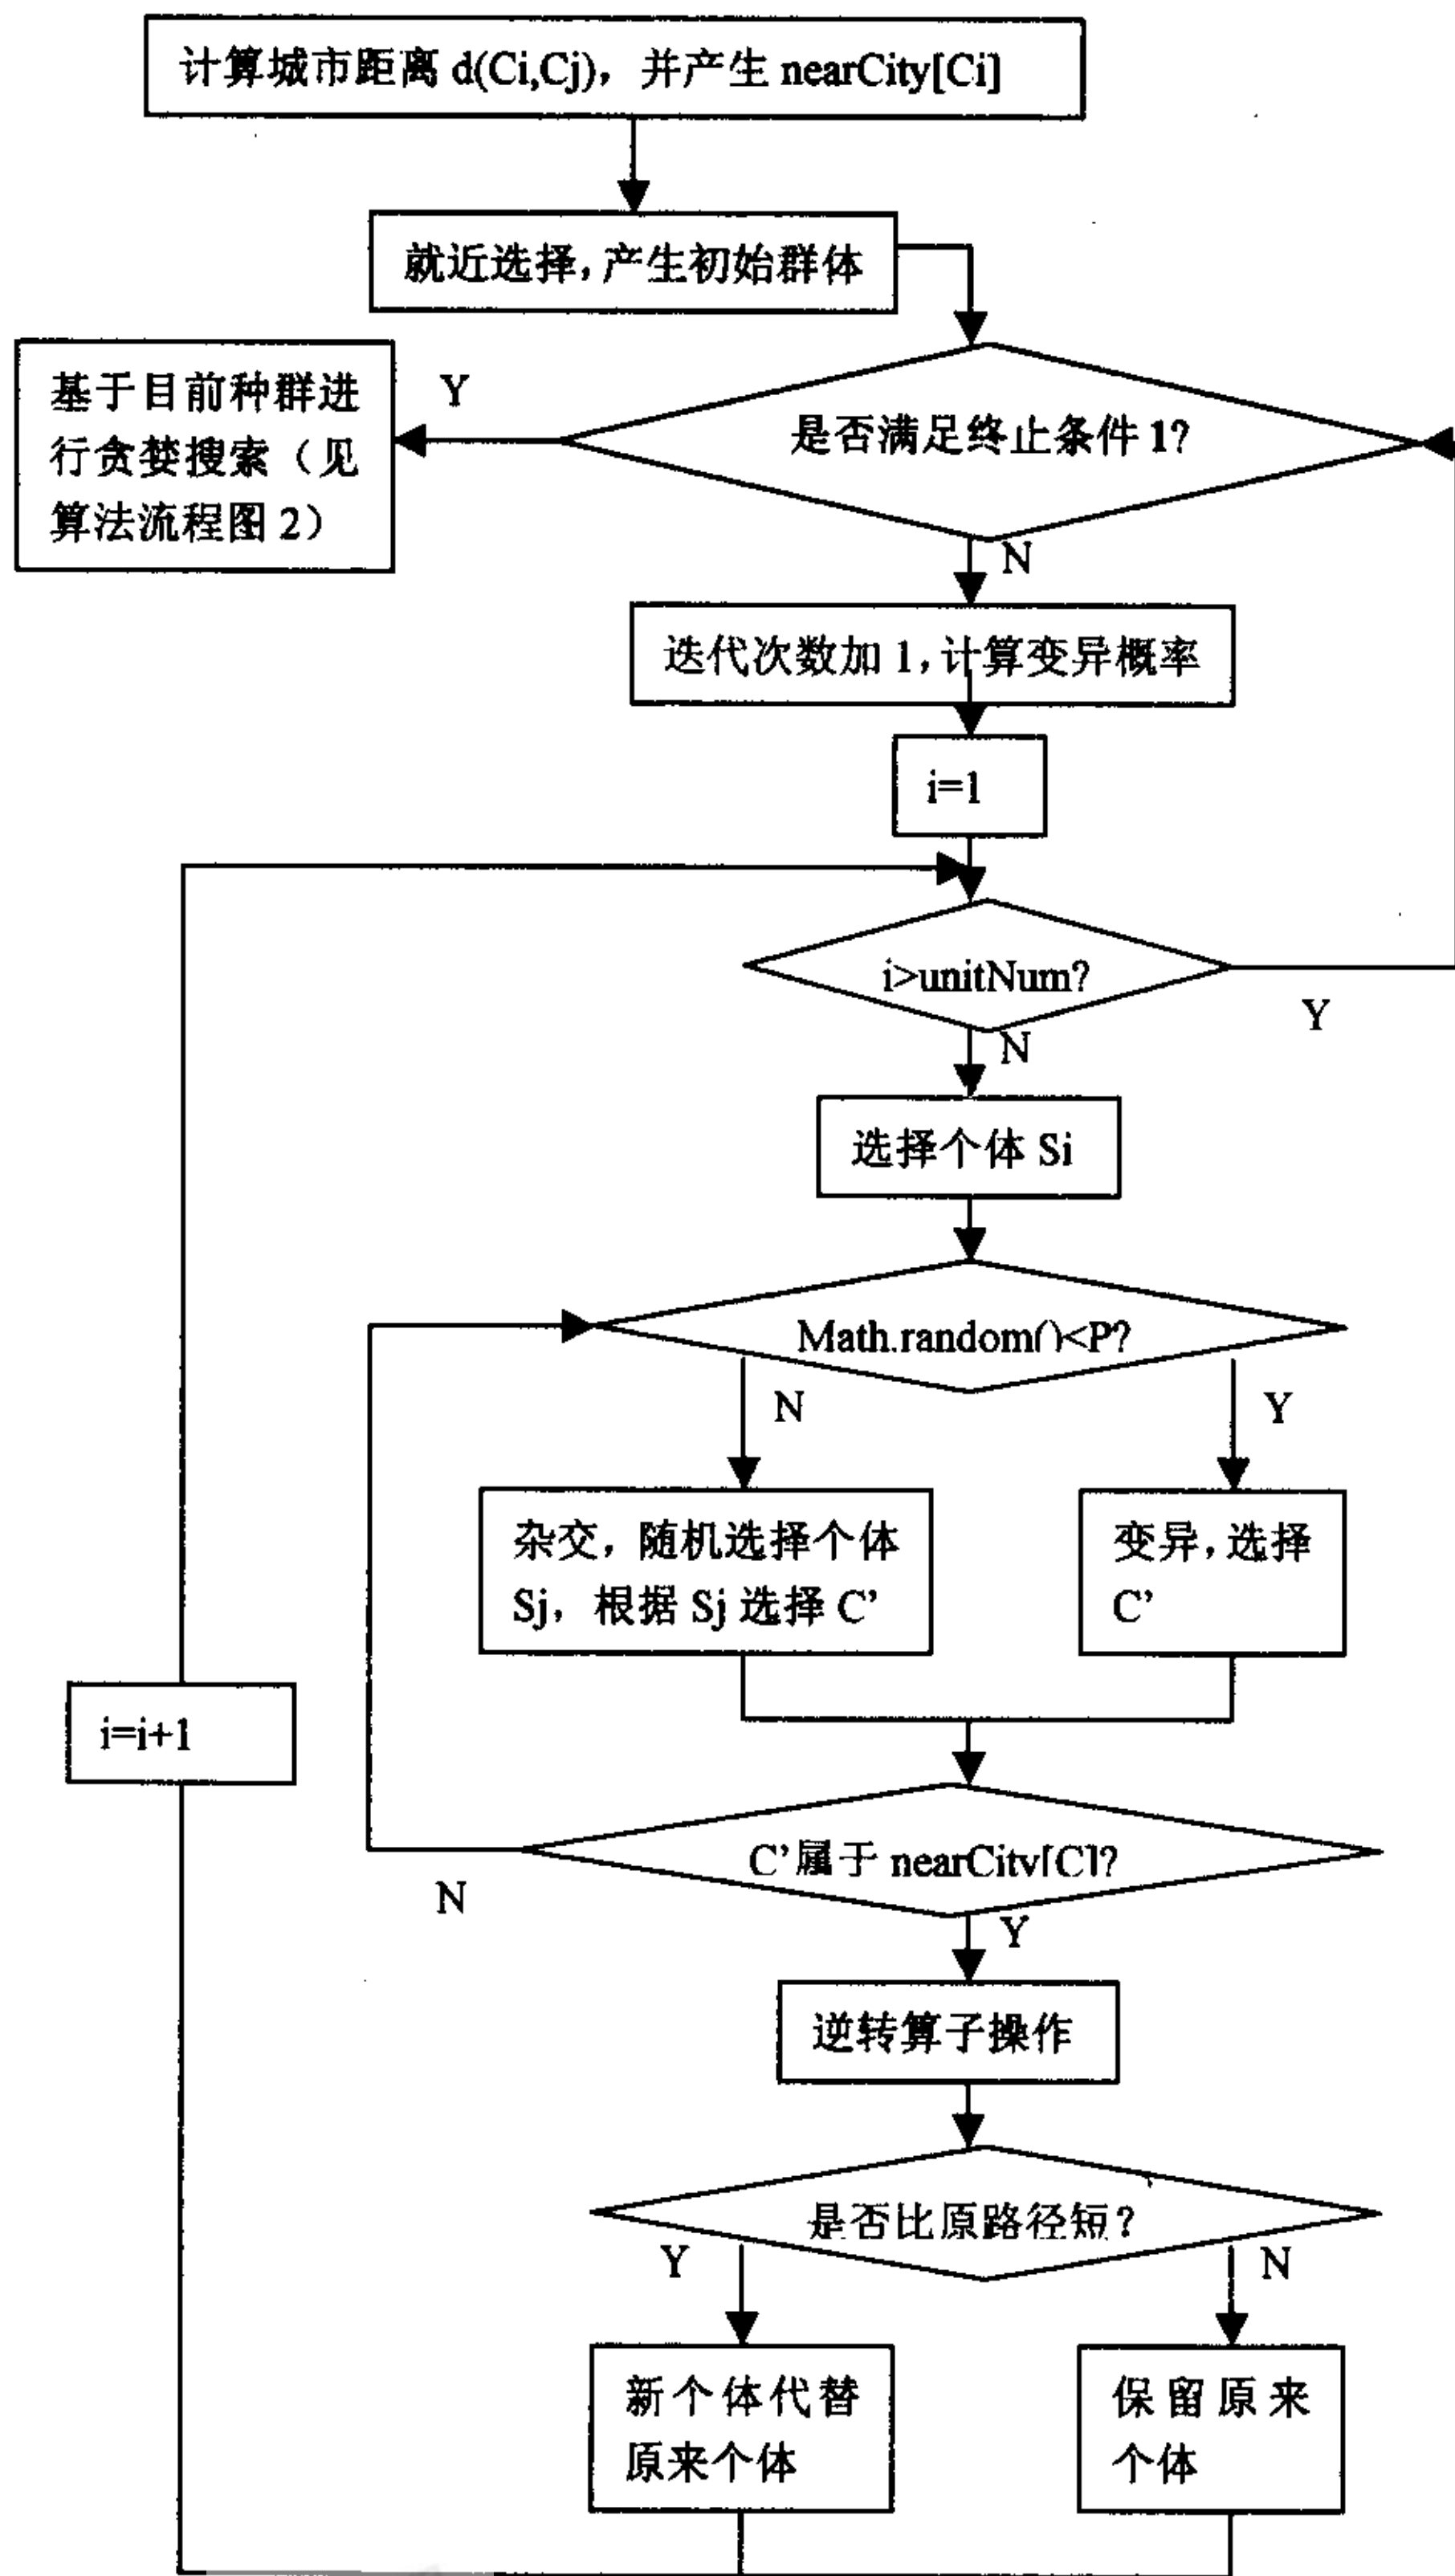 计算城市距离 d(Ci,Cj)，并产生 nearCity[Ci]
就近选择，产生初始群体
基于目前种群进
行贪婪搜索（见
算法流程图 2）
Y
是否满足终止条件 1?
N
迭代次数加 1，计算变异概率
i=1
i>unitNum?
Y
N
选择个体 Si
Math.random()<P?
N
Y
杂交，随机选择个体
Sj，根据 Sj 选择 C’
变异，选择
C’
i=i+1
C’属于 nearCity[C]?
N
Y
逆转算子操作
是否比原路径短？
Y
N
新个体代替
原来个体
保留原来
个体